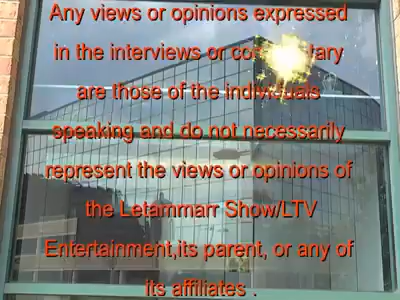 Any views or opinions expressed
in the interviews or commentary
are those of the individuals
speaking and do not necessarily
represent the views or opinions of
the Letammarr Show/LTV
Entertainment,its parent, or any of
its affiliates .